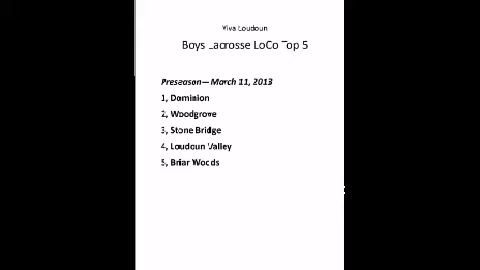 Viva Loudoun
Boys Lacrosse LoCo Top 5
Preseason—March 11, 2013
1, Dominion
2, Woodgrove
3, Stone Bridge
4, Loudoun Valley
5, Briar Woods